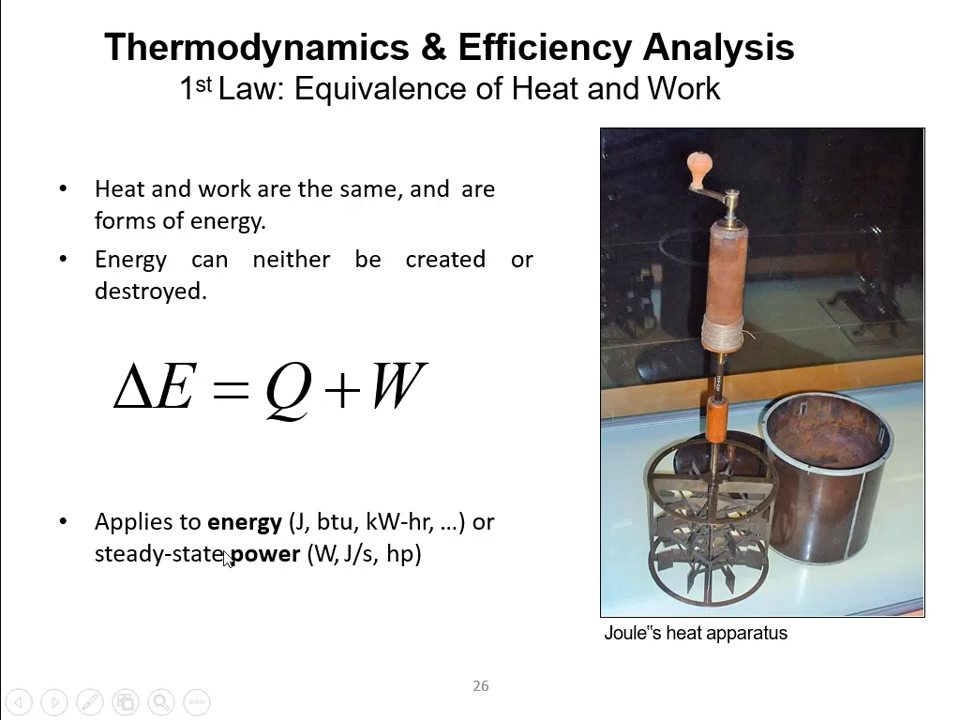 Thermodynamics & Efficiency Analysis
1st Law: Equivalence of Heat and Work
• Heat and work are the same, and are
forms of energy.
• Energy can neither be created or
destroyed.
ΔE = Q + W
• Applies to energy (J, btu, kW-hr, …) or
steady-state power (W, J/s, hp)
Joule‟s heat apparatus
26